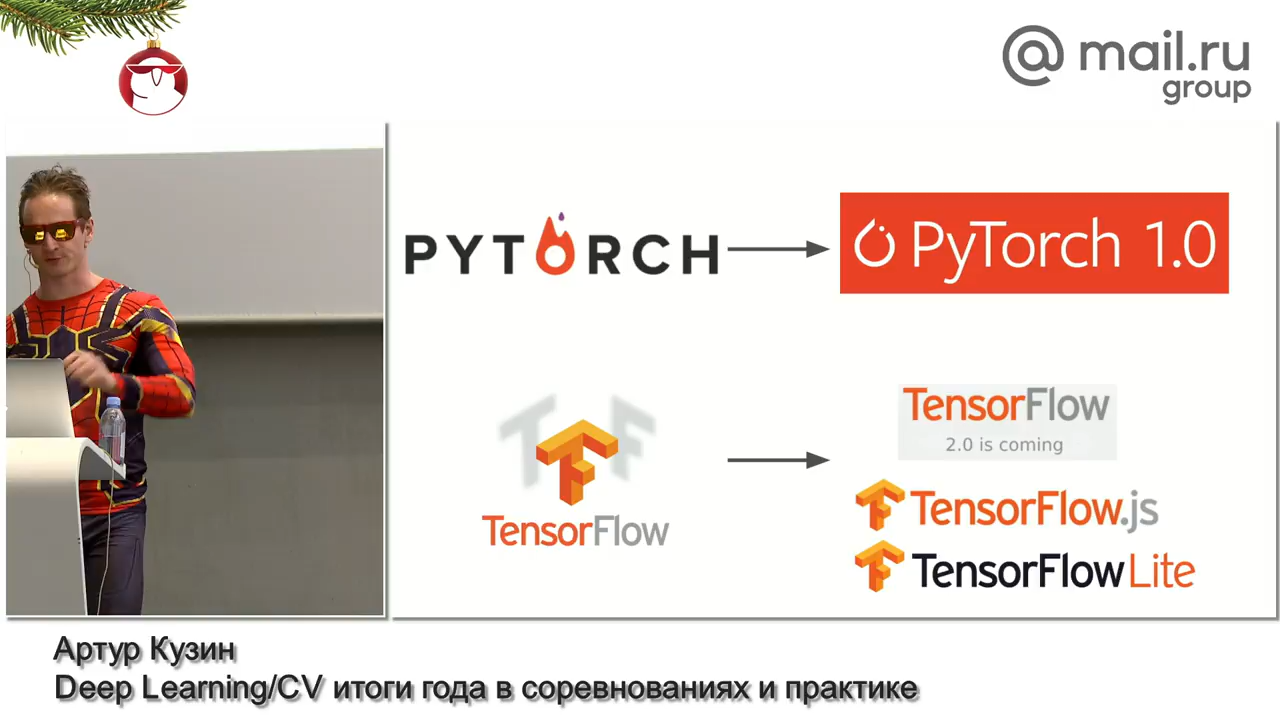 @ mail.ru
group
PYTORCH
PyTorch 1.0
TensorFlow
TensorFlow
2.0 is coming
TensorFlow.js
TensorFlow Lite
Артур Кузин
Deep Learning/CV итоги года в соревнованиях и практике